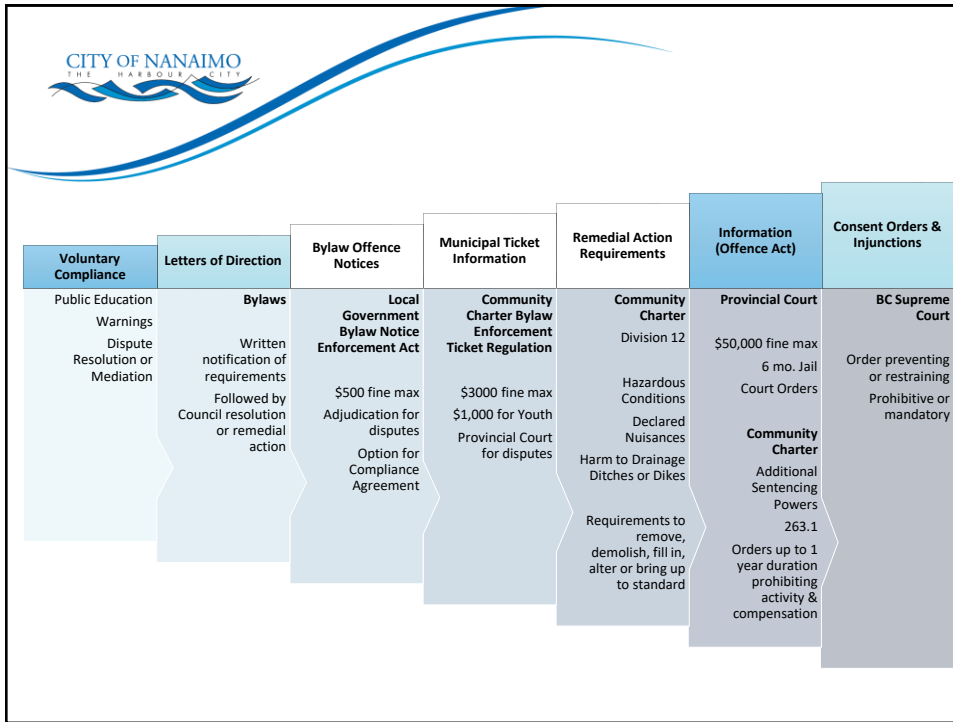 CITY OF NANAIMO
THE HARBOUR CITY
Voluntary
Compliance
Public Education
Warnings
Dispute
Resolution or
Mediation
Letters of Direction
Bylaws
Written
notification of
requirements
Followed by
Council resolution
or remedial
action
Bylaw Offence
Notices
Local
Government
Bylaw Notice
Enforcement Act
$500 fine max
Adjudication for
disputes
Option for
Compliance
Agreement
Municipal Ticket
Information
Community
Charter Bylaw
Enforcement
Ticket Regulation
$3000 fine max
$1,000 for Youth
Provincial Court
for disputes
Remedial Action
Requirements
Community
Charter
Division 12
Hazardous
Conditions
Declared
Nuisances
Harm to Drainage
Ditches or Dikes
Requirements to
remove,
demolish, fill in,
alter or bring up
to standard
Information
(Offence Act)
Provincial Court
$50,000 fine max
6 mo. Jail
Court Orders
Community
Charter
Additional
Sentencing
Powers
263.1
Orders up to 1
year duration
prohibiting
activity &
compensation
Consent Orders &
Injunctions
BC Supreme
Court
Order preventing
or restraining
Prohibitive or
mandatory